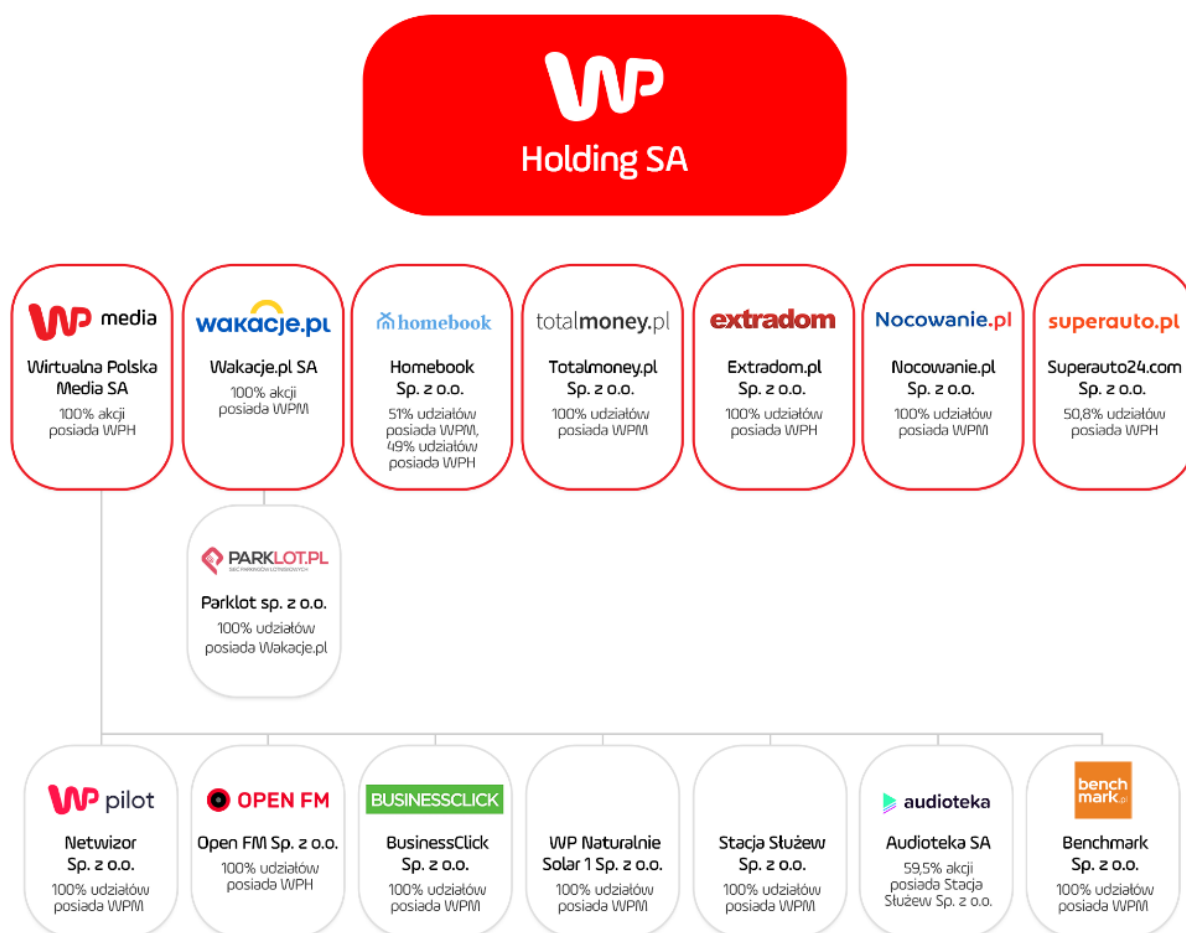 WP
Holding SA
WP media
Wirtualna Polska
Media SA
100% akcji
posiada WPH
wakacje.pl
Wakacje.pl SA
100% akcji
posiada WPM
homebook
Homebook
Sp. z o.o.
51% udziałów
posiada WPM,
49% udziałów
posiada WPH
totalmoney.pl
Totalmoney.pl
Sp. z o.o.
100% udziałów
posiada WPM
extradom
Extradom.pl
Sp. z o.o.
100% udziałów
posiada WPH
Nocowanie.pl
Nocowanie.pl
Sp. z o.o.
100% udziałów
posiada WPM
superauto.pl
Superauto24.com
Sp. z o.o.
50,8% udziałów
posiada WPH
PARKLOT.PL
SIEĆ PARKINGÓW LOTNISKOWYCH
Parklot sp. z o.o.
100% udziałów
posiada Wakacje.pl
WP pilot
Netwizor
Sp. z o.o.
100% udziałów
posiada WPM
OPEN FM
Open FM Sp. z o.o.
100% udziałów
posiada WPH
BUSINESSCLICK
BusinessClick
Sp. z o.o.
100% udziałów
posiada WPM
WP Naturalnie
Solar 1 Sp. z o.o.
100% udziałów
posiada WPM
Stacja Służew
Sp. z o.o.
100% udziałów
posiada WPM
audioteka
Audioteka SA
59,5% akcji
posiada Stacja
Służew Sp. z o.o.
bench
mark.pl
Benchmark
Sp. z o.o.
100% udziałów
posiada WPM